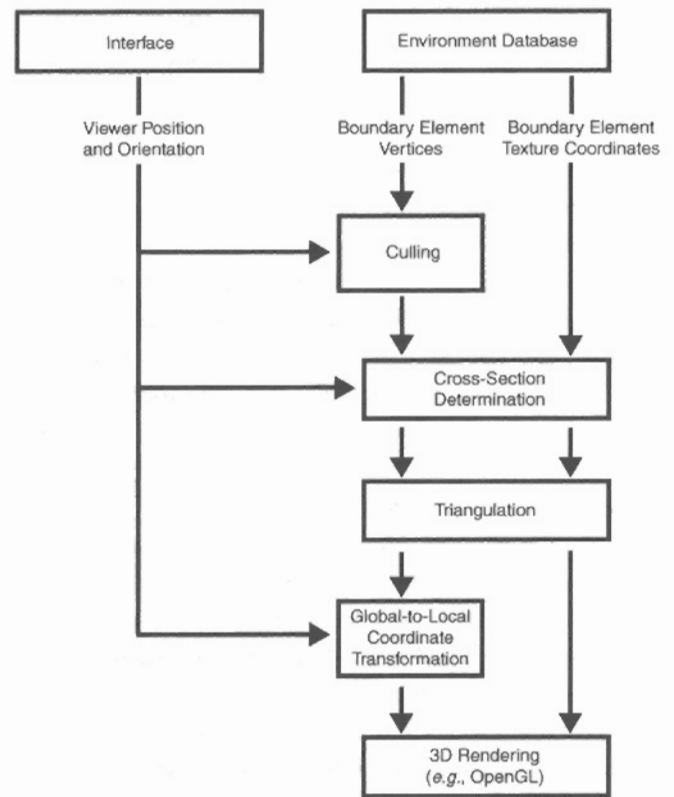 Interface
Environment Database
Viewer Position
and Orientation
Boundary Element
Vertices
Boundary Element
Texture Coordinates
Culling
Cross-Section
Determination
Triangulation
Global-to-Local
Coordinate
Transformation
3D Rendering
(e.g., OpenGL)